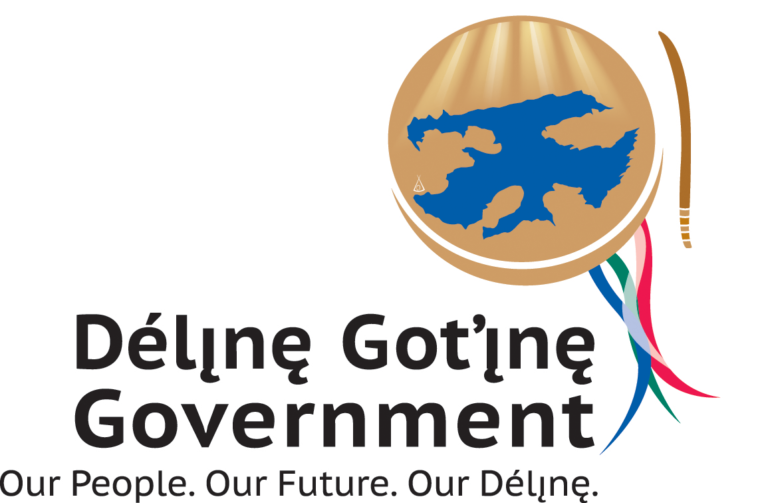 Délı̨nę Got’ı̨nę
Government
Our People. Our Future. Our Délı̨nę.